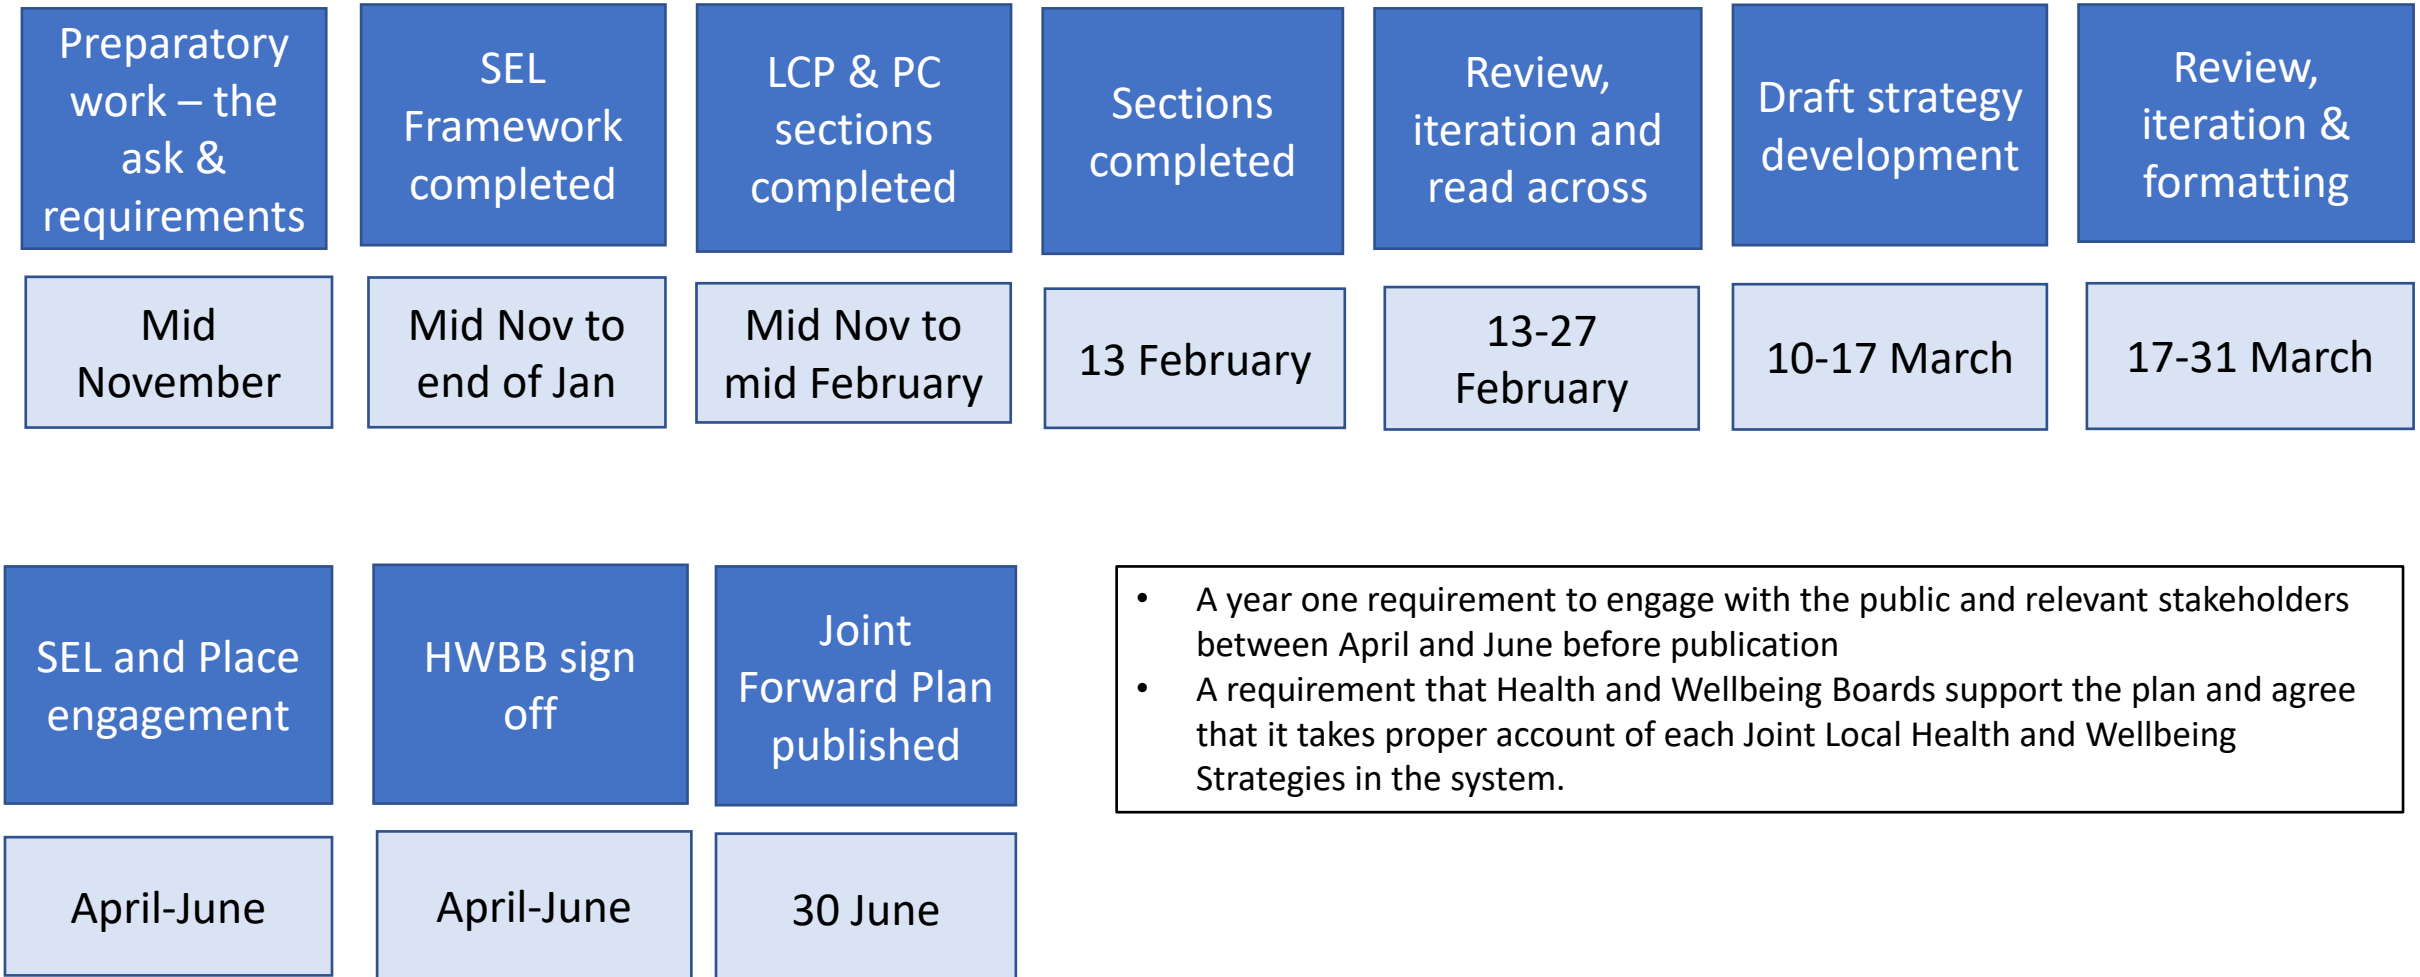 Preparatory
work – the
ask &
requirements
SEL
Framework
completed
LCP & PC
sections
completed
Sections
completed
Review,
iteration and
read across
Draft strategy
development
Review,
iteration &
formatting
Mid
November
Mid Nov to
end of Jan
Mid Nov to
mid February
13 February
13-27
February
10-17 March
17-31 March
SEL and Place
engagement
HWBB sign
off
Joint
Forward Plan
published
April-June
April-June
30 June
• A year one requirement to engage with the public and relevant stakeholders
between April and June before publication
• A requirement that Health and Wellbeing Boards support the plan and agree
that it takes proper account of each Joint Local Health and Wellbeing
Strategies in the system.